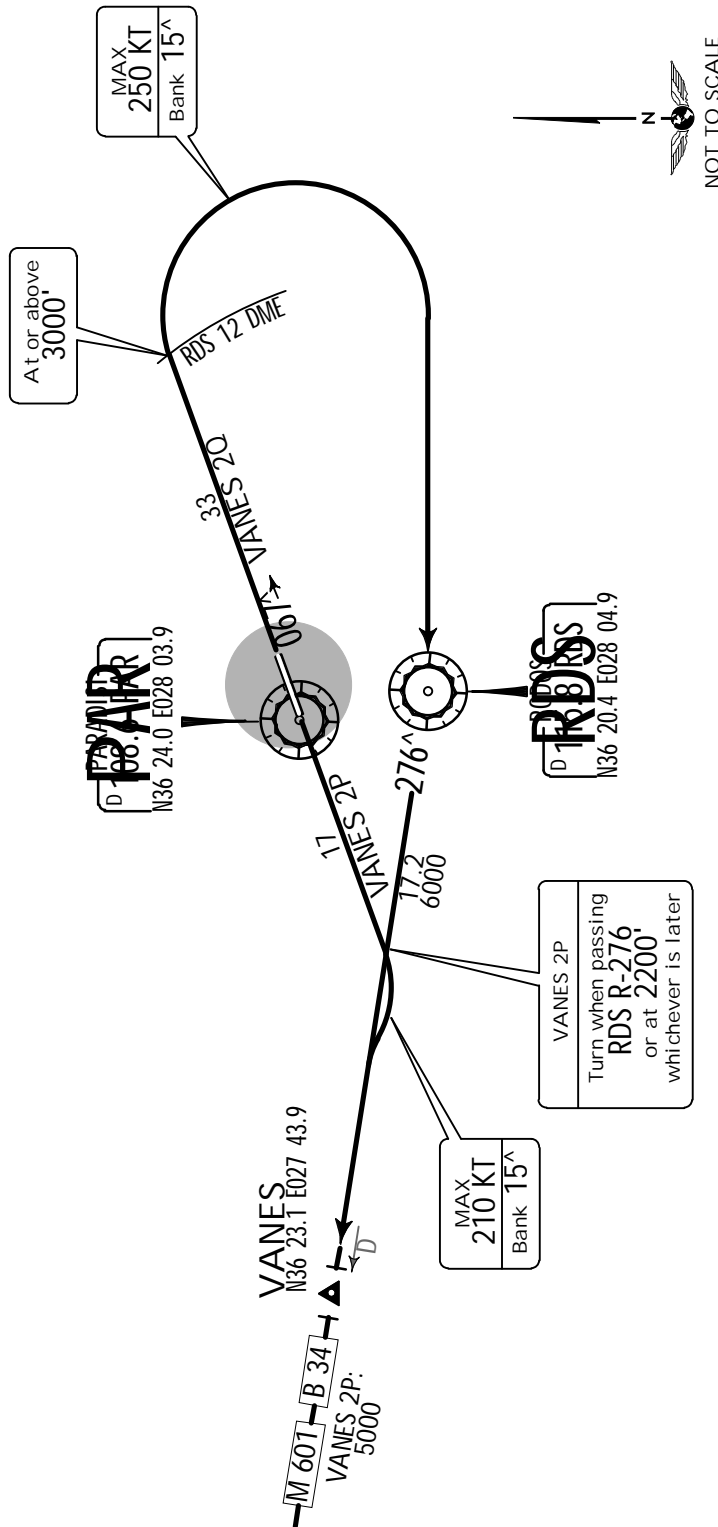 MAX
250 KT
Bank 15^
At or above
3000'
RDS 12 DME
33
VANES 2Q
067^
D
PAR
N36 24.0 E028 03.9
17
VANES 2P
276^
17.2
6000
D
RDS
N36 20.4 E028 04.9
VANES 2P
Turn when passing
RDS R-276
or at 2200'
whichever is later
MAX
210 KT
Bank 15^
VANES
N36 23.1 E027 43.9
D
B 34
M 601
VANES 2P:
5000
N
NOT TO SCALE